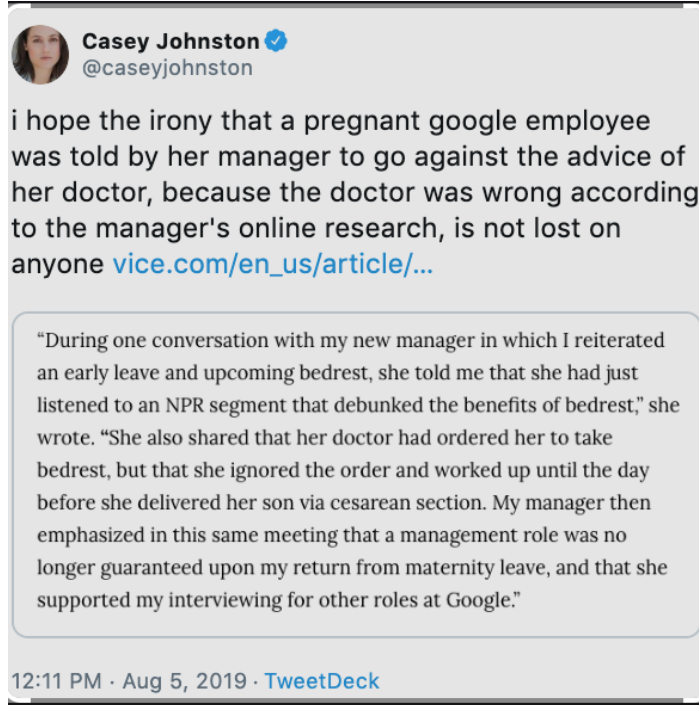 Casey Johnston
@caseyjohnston
i hope the irony that a pregnant google employee
was told by her manager to go against the advice of
her doctor, because the doctor was wrong according
to the manager's online research, is not lost on
anyone vice.com/en_us/article/...
“During one conversation with my new manager in which I reiterated
an early leave and upcoming bedrest, she told me that she had just
listened to an NPR segment that debunked the benefits of bedrest,” she
wrote. “She also shared that her doctor had ordered her to take
bedrest, but that she ignored the order and worked up until the day
before she delivered her son via cesarean section. My manager then
emphasized in this same meeting that a management role was no
longer guaranteed upon my return from maternity leave, and that she
supported my interviewing for other roles at Google.”
12:11 PM · Aug 5, 2019 · TweetDeck